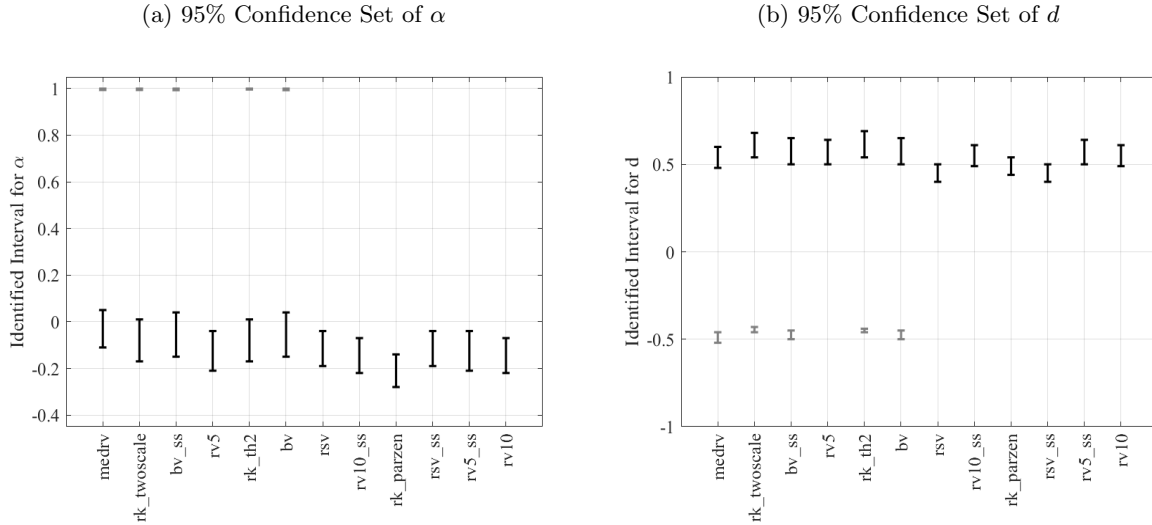 (a) 95% Confidence Set of α
(b) 95% Confidence Set of d
Identified Interval for α
1
0.8
0.6
0.4
0.2
0
-0.2
-0.4
medrv
rk_twoscale
bv_ss
rv5
rk_th2
bv
rsv
rv10_ss
rk_parzen
rsv_ss
rv5_ss
rv10
Identified Interval for d
1
0.5
0
-0.5
-1
medrv
rk_twoscale
bv_ss
rv5
rk_th2
bv
rsv
rv10_ss
rk_parzen
rsv_ss
rv5_ss
rv10